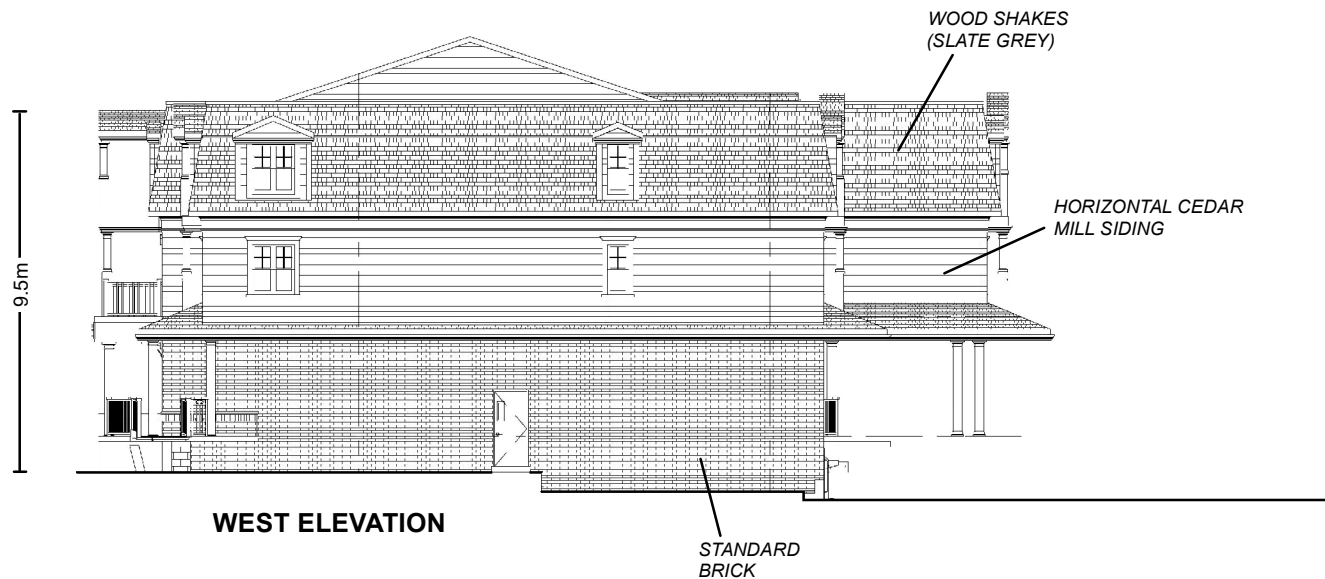 WOOD SHAKES
(SLATE GREY)
HORIZONTAL CEDAR
MILL SIDING
9.5m
WEST ELEVATION
STANDARD
BRICK